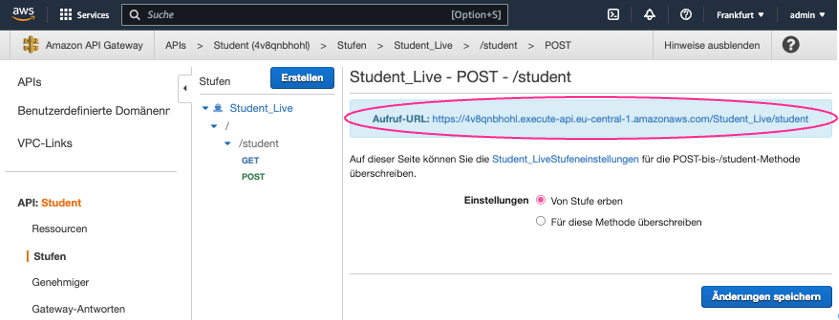 aws Services Suche [Option+S] Frankfurt admin
Amazon API Gateway APIs > Student (4v8qnbhohl) > Stufen > Student_Live > /student > POST Hinweise ausblenden ?
APIs
Benutzerdefinierte Domänenn
VPC-Links
API: Student
Ressourcen
Stufen
Genehmiger
Gateway-Antworten
Stufen Erstellen
Student_Live
/
/student
GET
POST
Student_Live - POST - /student
Aufruf-URL: https://4v8qnbhohl.execute-api.eu-central-1.amazonaws.com/Student_Live/student
Auf dieser Seite können Sie die Student_LiveStufeneinstellungen für die POST-bis-/student-Methode
überschreiben.
Einstellungen Von Stufe erben
Für diese Methode überschreiben
Änderungen speichern